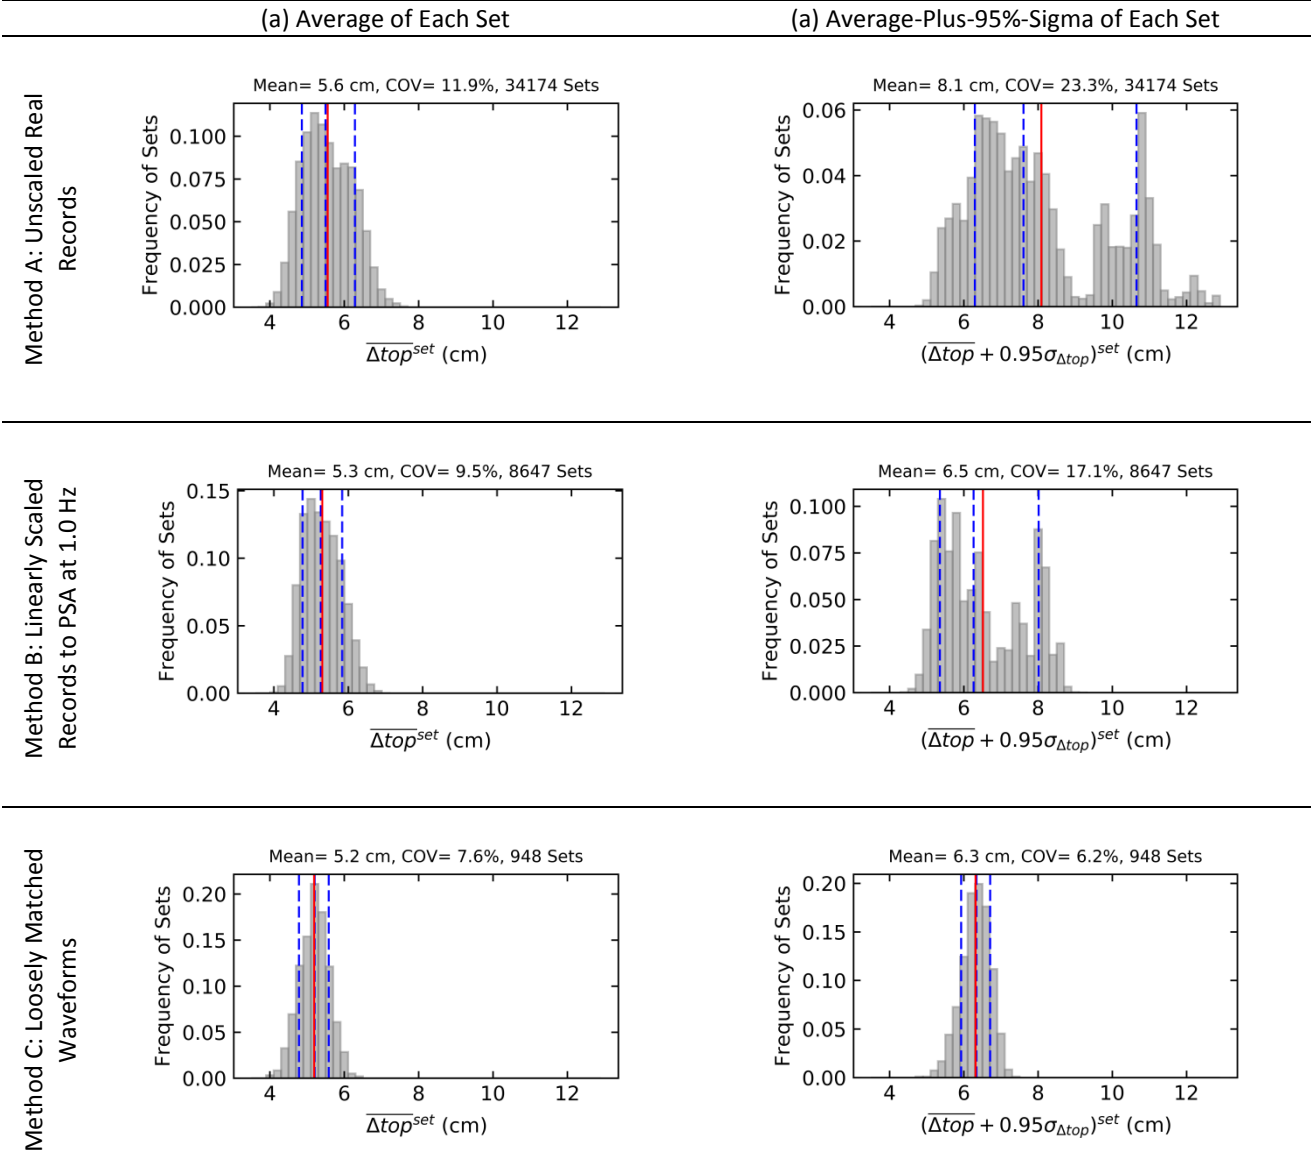 (a) Average of Each Set
(a) Average-Plus-95%-Sigma of Each Set
Method A: Unscaled Real
Records
Mean= 5.6 cm, COV= 11.9%, 34174 Sets
Frequency of Sets
0.100
0.075
0.050
0.025
0.000
4 6 8 10 12
Δtop^set (cm)
Mean= 8.1 cm, COV= 23.3%, 34174 Sets
Frequency of Sets
0.06
0.04
0.02
0.00
4 6 8 10 12
(Δtop + 0.95σΔtop)^set (cm)
Method B: Linearly Scaled
Records to PSA at 1.0 Hz
Mean= 5.3 cm, COV= 9.5%, 8647 Sets
Frequency of Sets
0.15
0.10
0.05
0.00
4 6 8 10 12
Δtop^set (cm)
Mean= 6.5 cm, COV= 17.1%, 8647 Sets
Frequency of Sets
0.100
0.075
0.050
0.025
0.000
4 6 8 10 12
(Δtop + 0.95σΔtop)^set (cm)
Method C: Loosely Matched
Waveforms
Mean= 5.2 cm, COV= 7.6%, 948 Sets
Frequency of Sets
0.20
0.15
0.10
0.05
0.00
4 6 8 10 12
Δtop^set (cm)
Mean= 6.3 cm, COV= 6.2%, 948 Sets
Frequency of Sets
0.20
0.15
0.10
0.05
0.00
4 6 8 10 12
(Δtop + 0.95σΔtop)^set (cm)